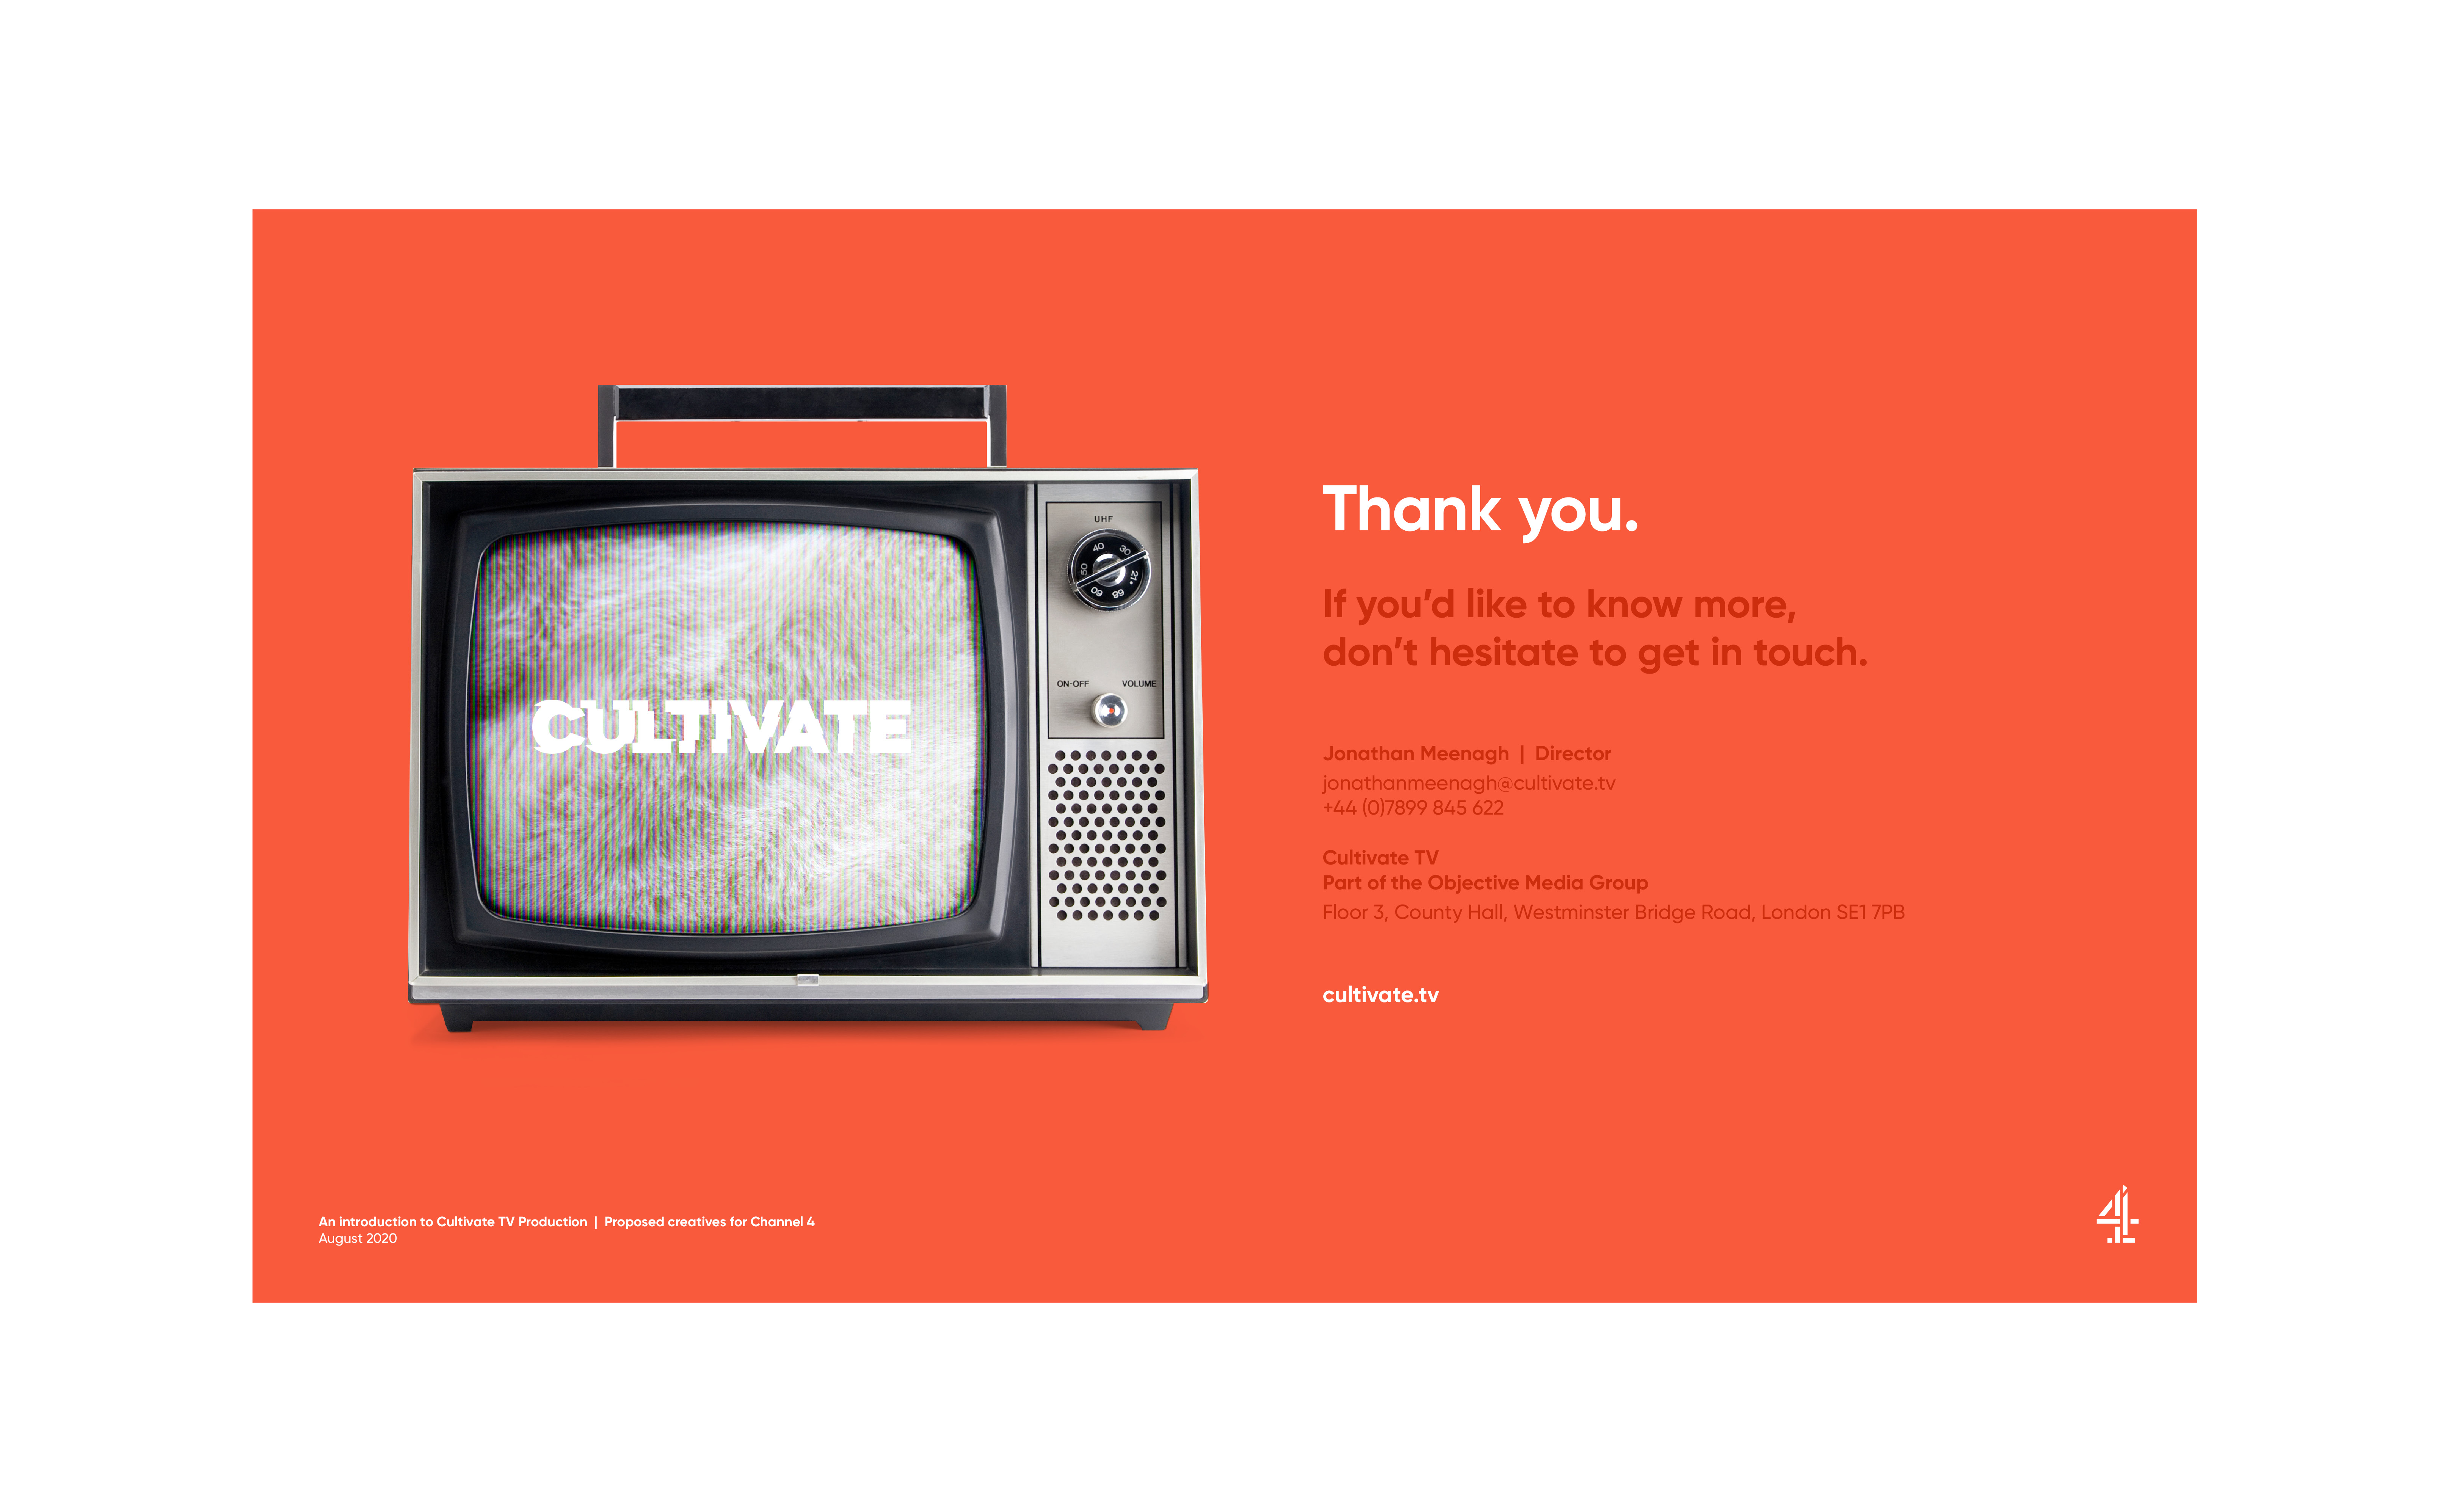 CULTIVATE
UHF
40
30
50
21
60
68
ON-OFF
VOLUME
Thank you.
If you’d like to know more,
don’t hesitate to get in touch.
Jonathan Meenagh | Director
jonathanmeenagh@cultivate.tv
+44 (0)7899 845 622
Cultivate TV
Part of the Objective Media Group
Floor 3, County Hall, Westminster Bridge Road, London SE1 7PB
cultivate.tv
An introduction to Cultivate TV Production | Proposed creatives for Channel 4
August 2020
4